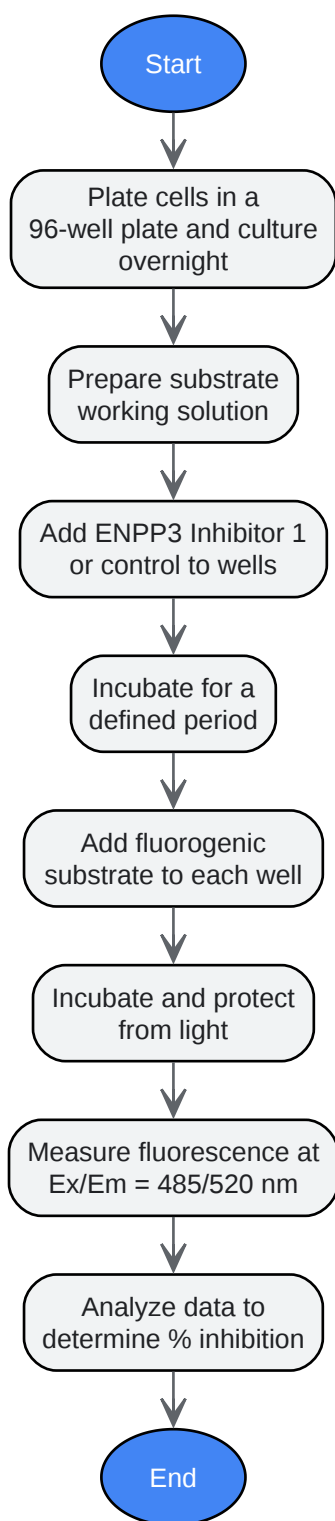 Start
Plate cells in a
96-well plate and culture
overnight
Prepare substrate
working solution
Add ENPP3 Inhibitor 1
or control to wells
Incubate for a
defined period
Add fluorogenic
substrate to each well
Incubate and protect
from light
Measure fluorescence at
Ex/Em = 485/520 nm
Analyze data to
determine % inhibition
End